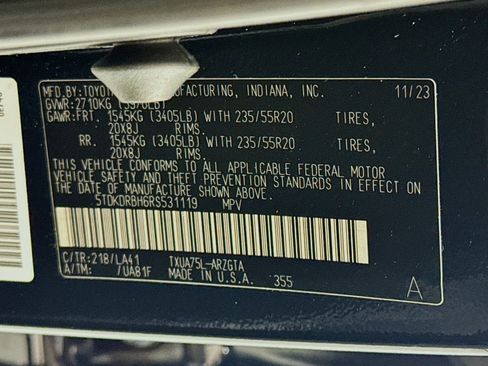 MFD.BY:TOYOT FACTURING, INDIANA, INC. 11/23
GVWR:2710KG
GAWR:FRT. 1545KG (3405LB) WITH 235/55R20 TIRES,
20X8J RIMS.
RR. 1545KG (3405LB) WITH 235/55R20 TIRES,
20X8J RIMS.
THIS VEHICLE CONFORMS TO ALL APPLICABLE FEDERAL MOTOR
VEHICLE SAFETY AND THEFT PREVENTION STANDARDS IN EFFECT ON
THE DATE OF MANUFACTURE SHOWN ABOVE.
5TDKDRBH6RS531119 MPV
C/TR:218/LA41 TXUA75L-ARZGTA
A/TM: /UA81F MADE IN U.S.A. 355
A